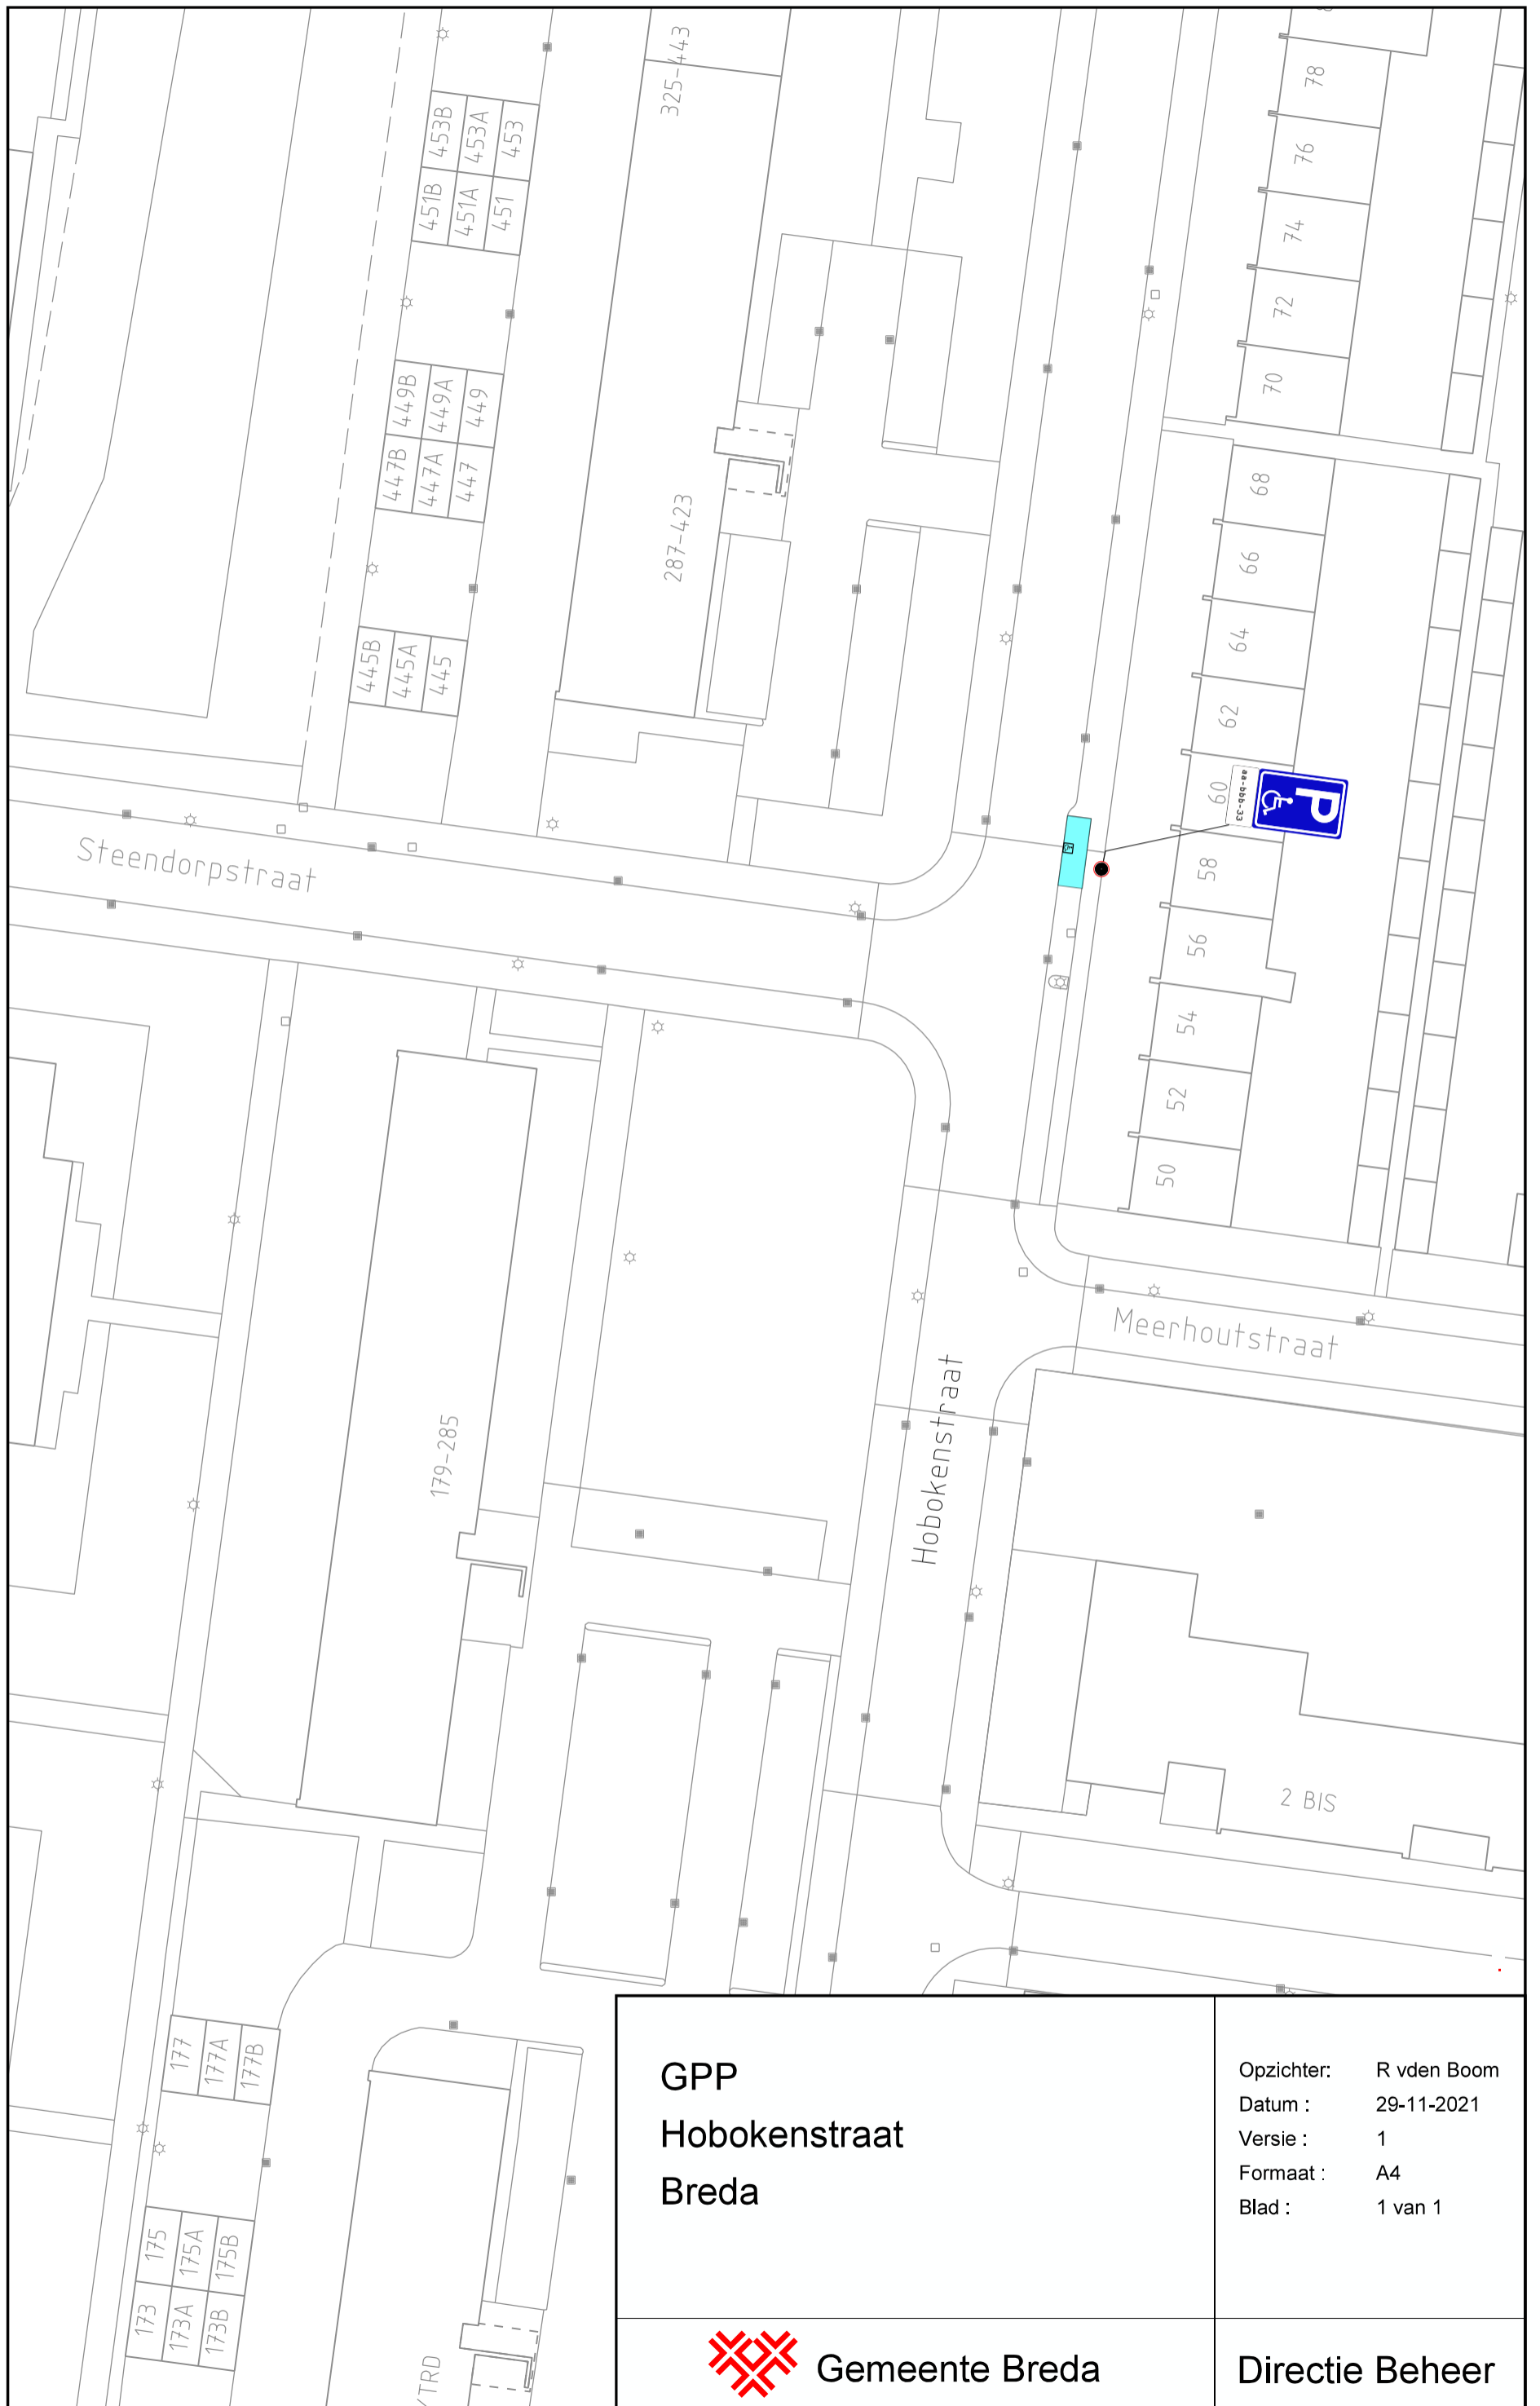 325-443
453B
453A
453
451B
451A
451
78
76
74
72
70
449B
449A
449
447B
447A
447
287-423
68
66
64
62
60
58
56
54
52
50
445B
445A
445
aa-bbb-33
P
Steendorpstraat
Meerhoutstraat
Hobokenstraat
179-285
2 BIS
177
177A
177B
175
175A
175B
173
173A
173B
GPP
Hobokenstraat
Breda
Opzichter: R vden Boom
Datum : 29-11-2021
Versie : 1
Formaat : A4
Blad : 1 van 1
Gemeente Breda
Directie Beheer